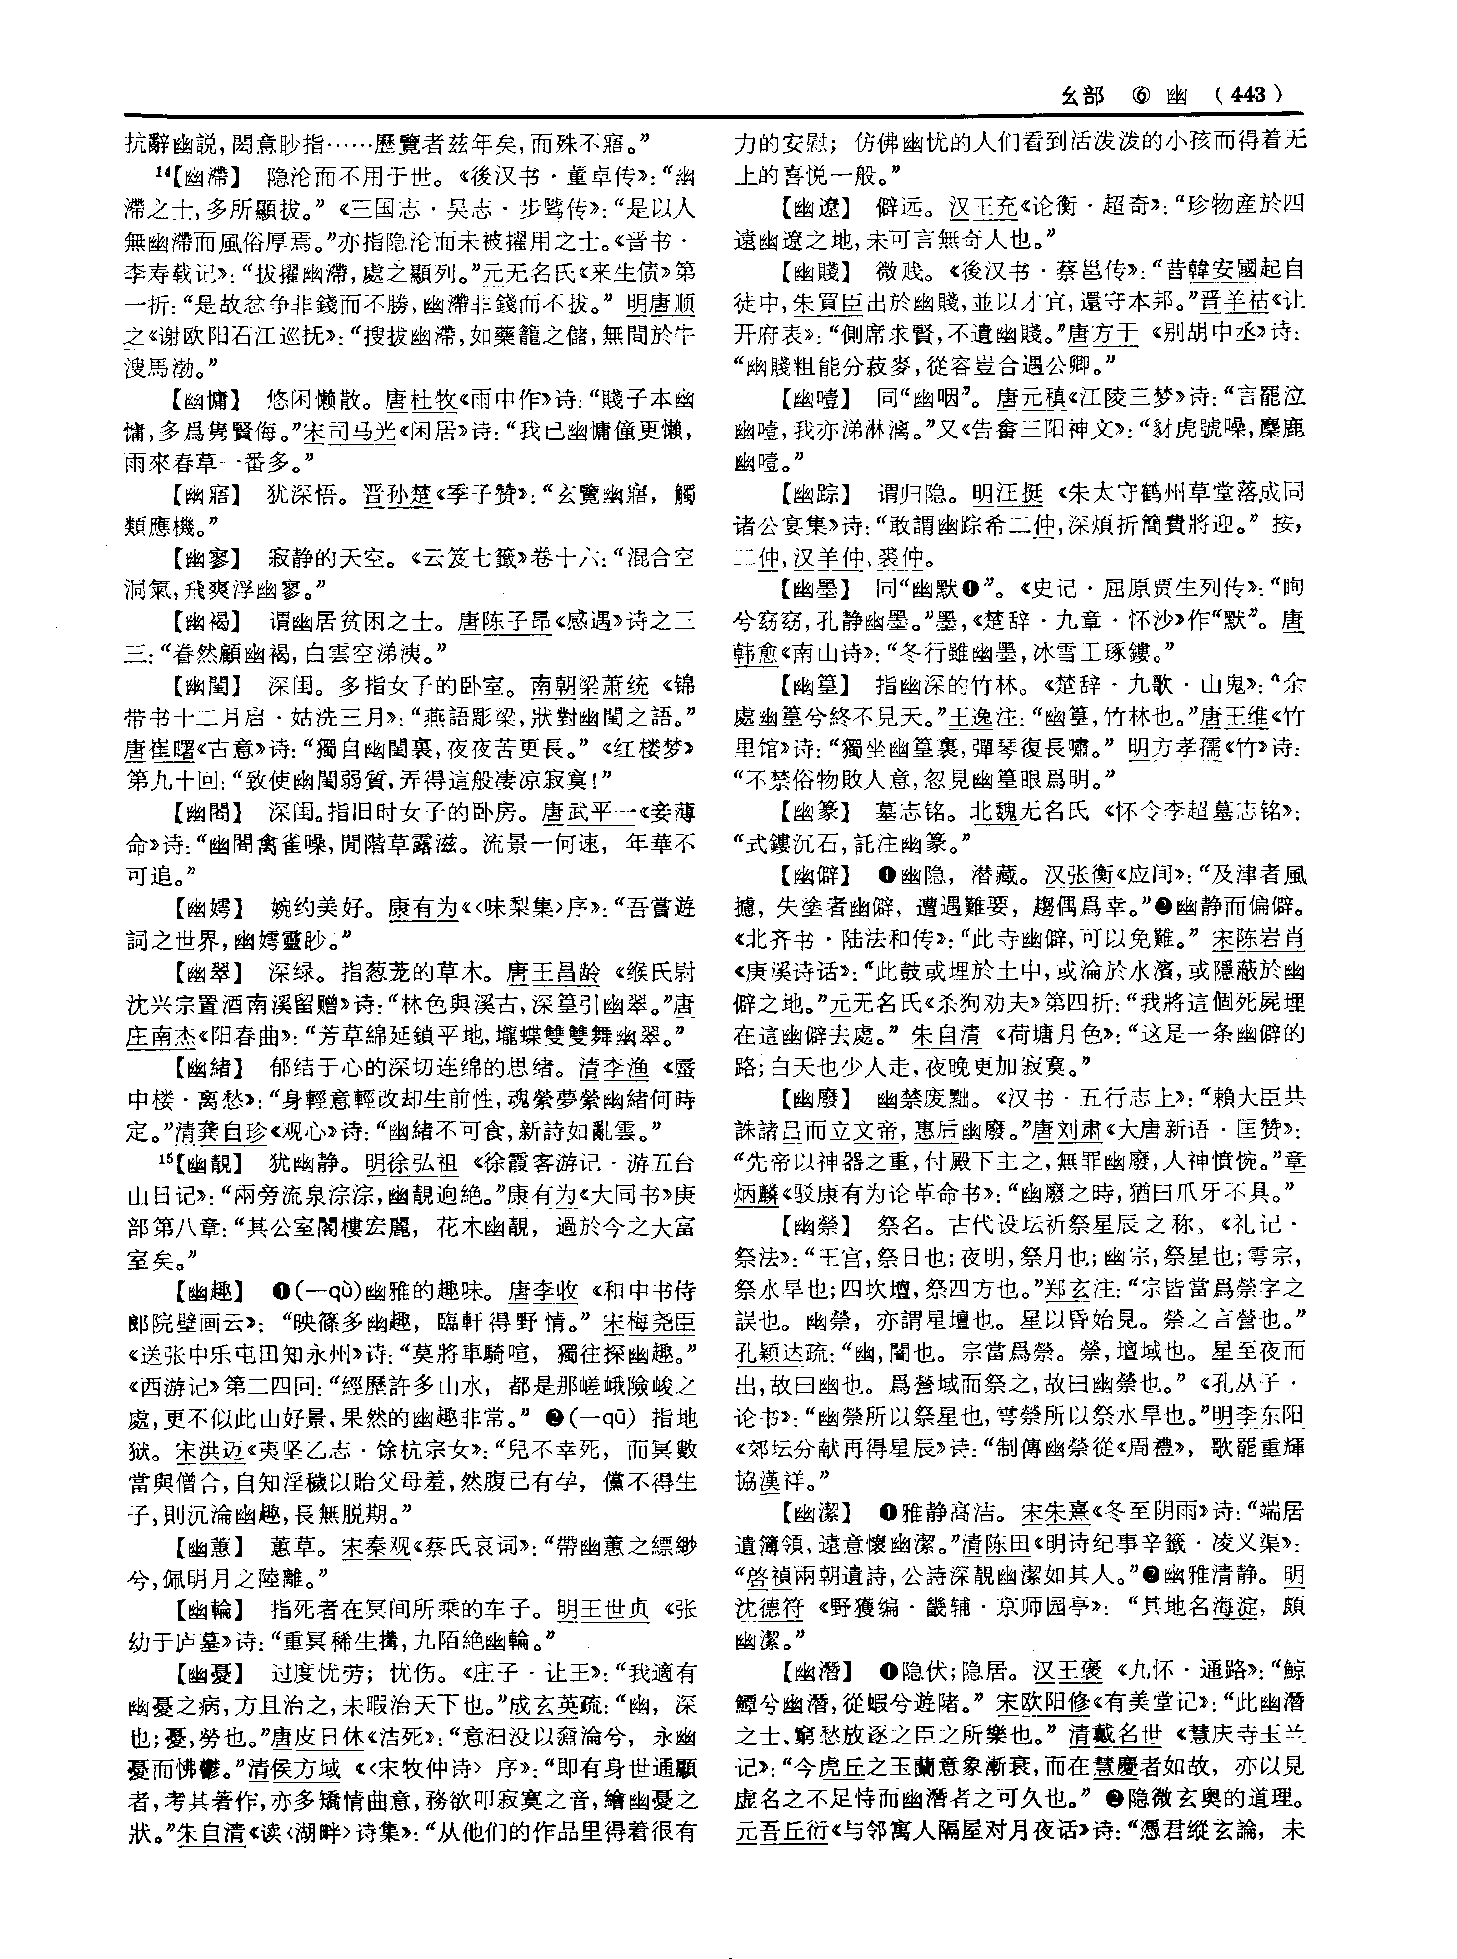 幺部　⑥　幽　（443）
抗辭幽説，閎意眇指……歷覽者兹年矣，而殊不寤。”
14【幽滯】　隐沦而不用于世。《後汉书·董卓传》：“幽
滯之士，多所顯拔。”《三国志·吴志·步骘传》：“是以人
無幽滯而風俗厚焉。”亦指隐沦而未被擢用之士。《晋书·
李寿载记》：“拔擢幽滯，處之顯列。”元无名氏《来生债》第
一折：“是故忿争非錢而不勝，幽滯非錢而不拔。”明唐顺
之《谢欧阳石江巡抚》：“搜拔幽滯，如藥籠之儲，無間於牛
溲馬渤。”
【幽慵】　悠闲懒散。唐杜牧《雨中作》诗：“賤子本幽
慵，多爲雋賢侮。”宋司马光《闲居》诗：“我已幽慵僮更懶，
雨來春草一番多。”
【幽寤】　犹深悟。晋孙楚《季子赞》：“玄覽幽寤，觸
類應機。”
【幽寥】　寂静的天空。《云笈七籤》卷十六：“混合空
洞氣，飛爽浮幽寥。”
【幽褐】　谓幽居贫困之士。唐陈子昂《感遇》诗之三
三：“眷然顧幽褐，白雲空涕洟。”
【幽閨】　深闺。多指女子的卧室。南朝梁萧统《锦
带书十二月启·姑洗三月》：“燕語彫梁，狀對幽閨之語。”
唐崔曙《古意》诗：“獨自幽閨裏，夜夜苦更長。”《红楼梦》
第九十回：“致使幽閨弱質，弄得這般凄凉寂寞！”
【幽閤】　深闺。指旧时女子的卧房。唐武平一《妾薄
命》诗：“幽閤禽雀噪，閒階草露滋。流景一何速，年華不
可追。”
【幽嫮】　婉约美好。康有为《〈味梨集〉序》：“吾嘗遊
詞之世界，幽嫮靈眇。”
【幽翠】　深绿。指葱茏的草木。唐王昌龄《缑氏尉
沈兴宗置酒南溪留赠》诗：“林色與溪古，深篁引幽翠。”唐
庄南杰《阳春曲》：“芳草綿延鎖平地，壠蝶雙雙舞幽翠。”
【幽緒】　郁结于心的深切连绵的思绪。清李渔《蜃
中楼·离愁》：“身輕意輕改却生前性，魂縈夢縈幽緒何時
定。”清龚自珍《观心》诗：“幽緒不可食，新詩如亂雲。”
15【幽靚】　犹幽静。明徐弘祖《徐霞客游记·游五台
山日记》：“兩旁流泉淙淙，幽靚迥絶。”康有为《大同书》庚
部第八章：“其公室閣樓宏麗，花木幽靚，過於今之大富
室矣。”
【幽趣】　❶（—qù）幽雅的趣味。唐李收《和中书侍
郎院壁画云》：“映篠多幽趣，臨軒得野情。”宋梅尧臣
《送张中乐屯田知永州》诗：“莫將車騎喧，獨往探幽趣。”
《西游记》第二四回：“經歷許多山水，都是那嵯峨險峻之
處，更不似此山好景，果然的幽趣非常。”❷（—qū）指地
狱。宋洪迈《夷坚乙志·馀杭宗女》：“兒不幸死，而冥數
當與僧合，自知淫穢以貽父母羞，然腹已有孕，儻不得生
子，則沉淪幽趣，長無脱期。”
【幽蕙】　蕙草。宋秦观《蔡氏哀词》：“帶幽蕙之縹緲
兮，佩明月之陸離。”
【幽輪】　指死者在冥间所乘的车子。明王世贞《张
幼于庐墓》诗：“重冥稀生搆，九陌絶幽輪。”
【幽憂】　过度忧劳；忧伤。《庄子·让王》：“我適有
幽憂之病，方且治之，未暇治天下也。”成玄英疏：“幽，深
也；憂，勞也。”唐皮日休《洁死》：“意汩没以淵淪兮，永幽
憂而怫鬱。”清侯方域《〈宋牧仲诗〉序》：“即有身世通顯
者，考其著作，亦多矯情曲意，務欲叩寂寞之音，繪幽憂之
狀。”朱自清《读〈湖畔〉诗集》：“从他们的作品里得着很有
力的安慰；仿佛幽忧的人们看到活泼泼的小孩而得着无
上的喜悦一般。”
【幽遼】　僻远。汉王充《论衡·超奇》：“珍物産於四
遠幽遼之地，未可言無奇人也。”
【幽賤】　微贱。《後汉书·蔡邕传》：“昔韓安國起自
徒中，朱買臣出於幽賤，並以才宜，還守本邦。”晋羊祜《让
开府表》：“側席求賢，不遺幽賤。”唐方干《别胡中丞》诗：
“幽賤粗能分菽麥，從容豈合遇公卿。”
【幽噎】　同“幽咽”。唐元稹《江陵三梦》诗：“言罷泣
幽噎，我亦涕淋漓。”又《告畬三阳神文》：“豺虎號噪，麋鹿
幽噎。”
【幽踪】　谓归隐。明汪挺《朱太守鹤州草堂落成同
诸公宴集》诗：“敢謂幽踪希二仲，深煩折簡費將迎。”按，
二仲，汉羊仲、裘仲。
【幽墨】　同“幽默❶”。《史记·屈原贾生列传》：“眴
兮窈窈，孔静幽墨。”墨，《楚辞·九章·怀沙》作“默”。唐
韩愈《南山诗》：“冬行雖幽墨，冰雪工琢鏤。”
【幽篁】　指幽深的竹林。《楚辞·九歌·山鬼》：“余
處幽篁兮終不見天。”王逸注：“幽篁，竹林也。”唐王维《竹
里馆》诗：“獨坐幽篁裏，彈琴復長嘯。”明方孝孺《竹》诗：
“不禁俗物敗人意，忽見幽篁眼爲明。”
【幽篆】　墓志铭。北魏无名氏《怀令李超墓志铭》：
“式鏤沉石，託注幽篆。”
【幽僻】　❶幽隐，潜藏。汉张衡《应间》：“及津者風
攄，失塗者幽僻，遭遇難要，趨偶爲幸。”❷幽静而偏僻。
《北齐书·陆法和传》：“此寺幽僻，可以免難。”宋陈岩肖
《庚溪诗话》：“此鼓或埋於土中，或淪於水濱，或隱蔽於幽
僻之地。”元无名氏《杀狗劝夫》第四折：“我將這個死屍埋
在這幽僻去處。”朱自清《荷塘月色》：“这是一条幽僻的
路；白天也少人走，夜晚更加寂寞。”
【幽廢】　幽禁废黜。《汉书·五行志上》：“賴大臣共
誅諸吕而立文帝，惠后幽廢。”唐刘肃《大唐新语·匡赞》：
“先帝以神器之重，付殿下主之，無罪幽廢，人神憤惋。”章
炳麟《驳康有为论革命书》：“幽廢之時，猶曰爪牙不具。”
【幽禜】　祭名。古代设坛祈祭星辰之称。《礼记·
祭法》：“王宫，祭日也；夜明，祭月也；幽宗，祭星也；雩宗，
祭水旱也；四坎壇，祭四方也。”郑玄注：“宗皆當爲禜字之
誤也。幽禜，亦謂星壇也。星以昏始見。禜之言營也。”
孔颖达疏：“幽，闇也。宗當爲禜。禜，壇域也。星至夜而
出，故曰幽也。爲營域而祭之，故曰幽禜也。”《孔丛子·
论书》：“幽禜所以祭星也，雩禜所以祭水旱也。”明李东阳
《郊坛分献再得星辰》诗：“制傳幽禜從《周禮》，歌罷重輝
協漢祥。”
【幽潔】　❶雅静高洁。宋朱熹《冬至阴雨》诗：“端居
遺簿領，遠意懷幽潔。”清陈田《明诗纪事辛籤·凌义渠》：
“啓禎兩朝遺詩，公詩深靚幽潔如其人。”❷幽雅清静。明
沈德符《野獲编·畿辅·京师园亭》：“其地名海淀，頗
幽潔。”
【幽潛】　❶隐伏；隐居。汉王褒《九怀·通路》：“鯨
鱏兮幽潛，從蝦兮遊陼。”宋欧阳修《有美堂记》：“此幽潛
之士、窮愁放逐之臣之所樂也。”清戴名世《慧庆寺玉兰
记》：“今虎丘之玉蘭意象漸衰，而在慧慶者如故，亦以見
虚名之不足恃而幽潛者之可久也。”❷隐微玄奥的道理。
元吾丘衍《与邻寓人隔屋对月夜话》诗：“憑君縱玄論，未